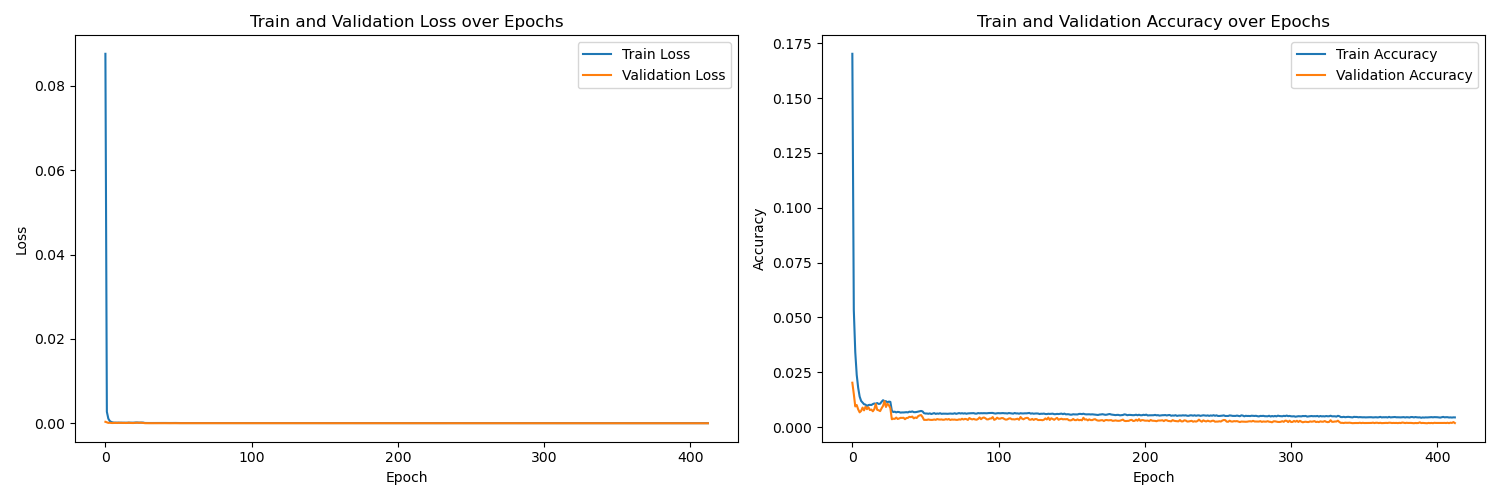 Train and Validation Loss over Epochs
Train Loss
Validation Loss
0.08
0.06
0.04
0.02
0.00
Loss
0
100
200
300
400
Epoch
Train and Validation Accuracy over Epochs
Train Accuracy
Validation Accuracy
0.175
0.150
0.125
0.100
0.075
0.050
0.025
0.000
Accuracy
0
100
200
300
400
Epoch